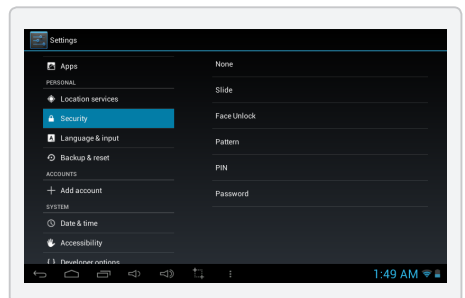 Settings
Apps
PERSONAL
Location services
Security
Language & input
Backup & reset
ACCOUNTS
Add account
SYSTEM
Date & time
Accessibility
Developer options
None
Slide
Face Unlock
Pattern
PIN
Password
1:49 AM